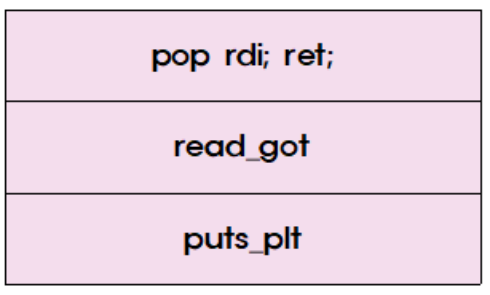 pop rdi; ret;
read_got
puts_plt